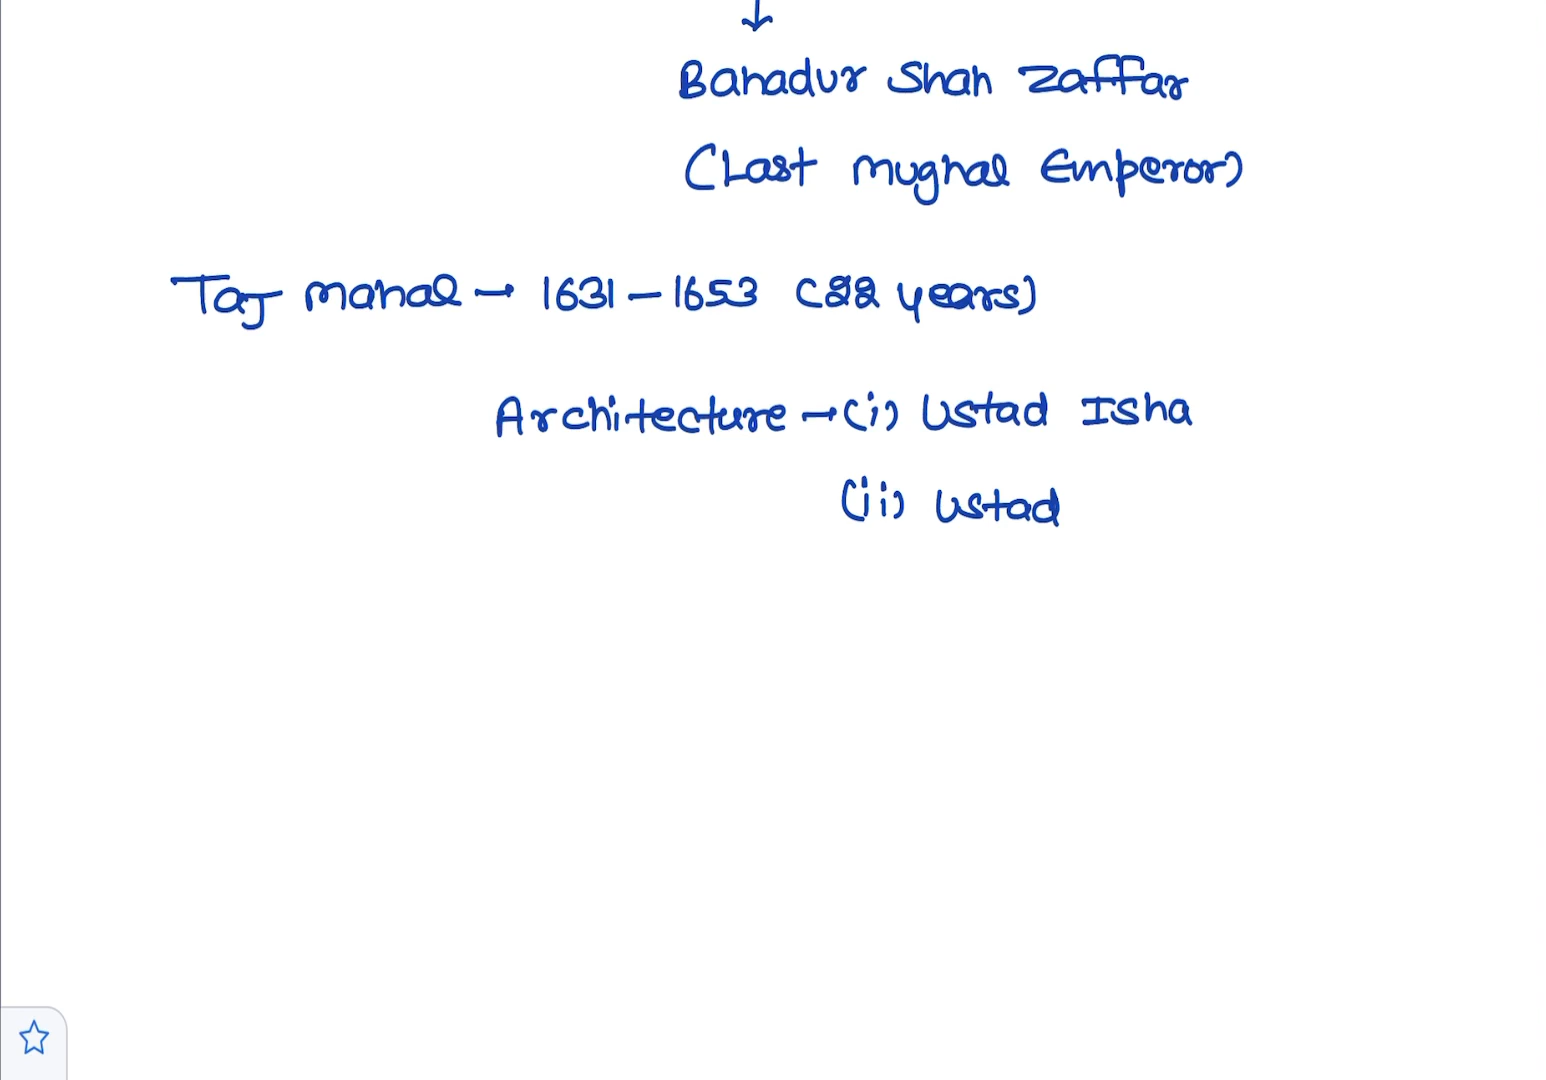 Bahadur Shah Zaffar
(Last Mughal Emperor)
Taj Mahal → 1631 – 1653 (22 years)
Architecture → (i) Ustad Isha
(ii) Ustad